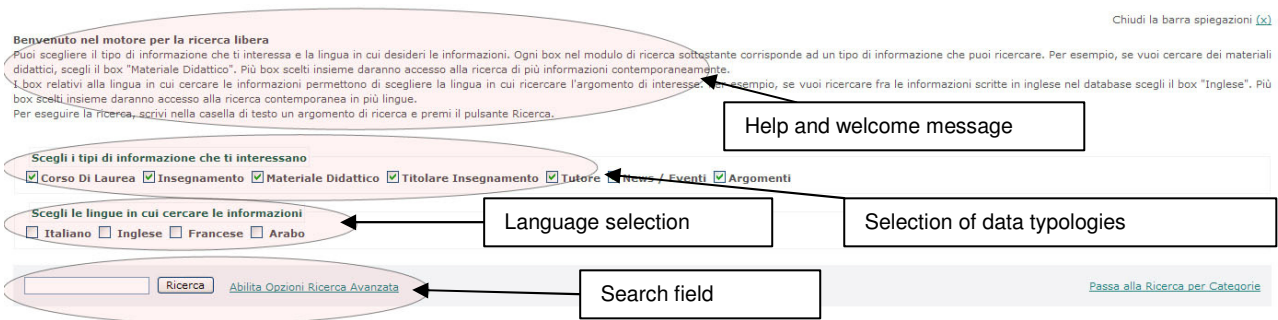 Chiudi la barra spiegazioni (x)
Benvenuto nel motore per la ricerca libera
Puoi scegliere il tipo di informazione che ti interessa e la lingua in cui desideri le informazioni. Ogni box nel modulo di ricerca sottostante corrisponde ad un tipo di informazione che puoi ricercare. Per esempio, se vuoi cercare dei materiali
didattici, scegli il box "Materiale Didattico". Più box scelti insieme daranno accesso alla ricerca di più informazioni contemporaneamente.
I box relativi alla lingua in cui cercare le informazioni permettono di scegliere la lingua in cui ricercare l'argomento di interesse. Per esempio, se vuoi ricercare fra le informazioni scritte in inglese nel database scegli il box "Inglese". Più
box scelti insieme daranno accesso alla ricerca contemporanea in più lingue.
Per eseguire la ricerca, scrivi nella casella di testo un argomento di ricerca e premi il pulsante Ricerca.
Help and welcome message
Scegli i tipi di informazione che ti interessano
Corso Di Laurea Insegnamento Materiale Didattico Titolare Insegnamento Tutore News / Eventi Argomenti
Scegli le lingue in cui cercare le informazioni
Italiano Inglese Francese Arabo
Language selection
Selection of data typologies
Ricerca Abilita Opzioni Ricerca Avanzata
Search field
Passa alla Ricerca per Categorie